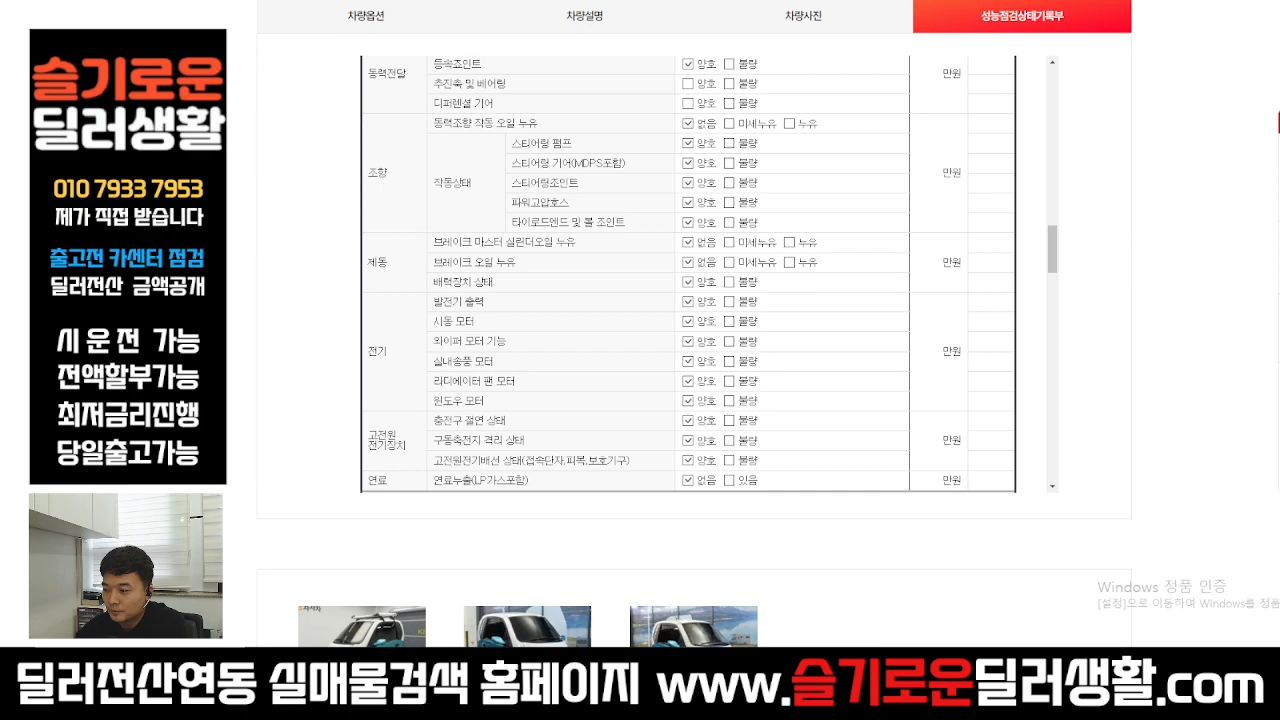 차량옵션
차량설명
차량사진
성능점검상태기록부
슬기로운
딜러생활
010 7933 7953
제가 직접 받습니다
출고전 카센터 점검
딜러전산 금액공개
시 운 전 가능
전액할부가능
최저금리진행
당일출고가능
동력전달
등속조인트 양호 불량
추진축 및 베어링 양호 불량
디퍼렌셜 기어 양호 불량
만원
조향
동력조향 작동 오일 누유 없음 미세누유 누유
작동상태
스티어링 펌프 양호 불량
스티어링 기어(MDPS포함) 양호 불량
스티어링조인트 양호 불량
파워고압호스 양호 불량
타이로드엔드 및 볼 조인트 양호 불량
만원
제동
브레이크 마스터 실린더오일 누유 없음 미세누유 누유
브레이크 오일 누유 없음 미세누유 누유
배력장치 상태 양호 불량
만원
전기
발전기 출력 양호 불량
시동 모터 양호 불량
와이퍼 모터 기능 양호 불량
실내송풍 모터 양호 불량
라디에이터 팬 모터 양호 불량
윈도우 모터 양호 불량
만원
고전원
전기장치
충전구 절연 상태 양호 불량
구동축전지 격리 상태 양호 불량
고전원전기배선 상태(접속단자,피복,보호기구) 양호 불량
만원
연료 연료누출(LP가스포함) 없음 있음 만원
Windows 정품 인증
[설정]으로 이동하여 Windows를 정품
딜러전산연동 실매물검색 홈페이지 www.슬기로운딜러생활.com